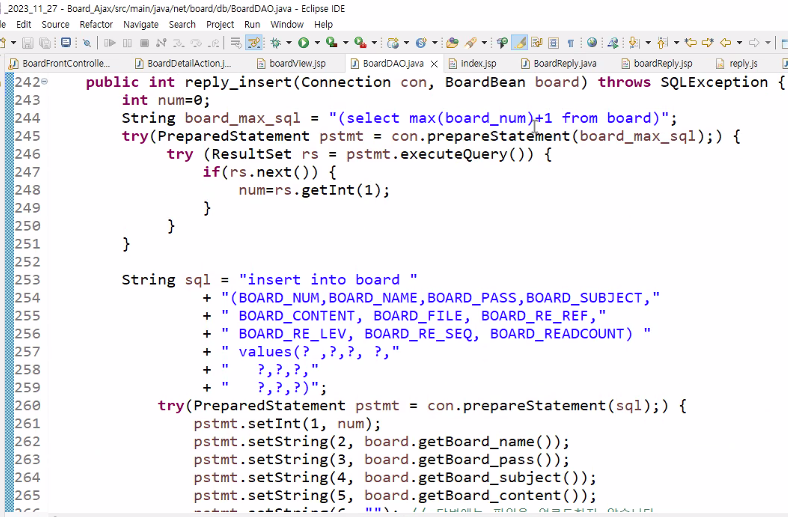 _2023_11_27 - Board_Ajax/src/main/java/net/board/db/BoardDAO.java - Eclipse IDE
Edit Source Refactor Navigate Search Project Run Window Help
BoardFrontControlle... BoardDetailAction.j... boardView.jsp BoardDAO.java index.jsp BoardReply.java boardReply.jsp reply.js
242 public int reply_insert(Connection con, BoardBean board) throws SQLException {
243 int num=0;
244 String board_max_sql = "(select max(board_num)+1 from board)";
245 try(PreparedStatement pstmt = con.prepareStatement(board_max_sql);) {
246 try (ResultSet rs = pstmt.executeQuery()) {
247 if(rs.next()) {
248 num=rs.getInt(1);
249 }
250 }
251 }
252
253 String sql = "insert into board "
254 + "(BOARD_NUM,BOARD_NAME,BOARD_PASS,BOARD_SUBJECT,"
255 + " BOARD_CONTENT, BOARD_FILE, BOARD_RE_REF,"
256 + " BOARD_RE_LEV, BOARD_RE_SEQ, BOARD_READCOUNT) "
257 + " values(? ,?,?, ?,"
258 + "   ?,?,?,"
259 + "   ?,?,?)";
260 try(PreparedStatement pstmt = con.prepareStatement(sql);) {
261 pstmt.setInt(1, num);
262 pstmt.setString(2, board.getBoard_name());
263 pstmt.setString(3, board.getBoard_pass());
264 pstmt.setString(4, board.getBoard_subject());
265 pstmt.setString(5, board.getBoard_content());